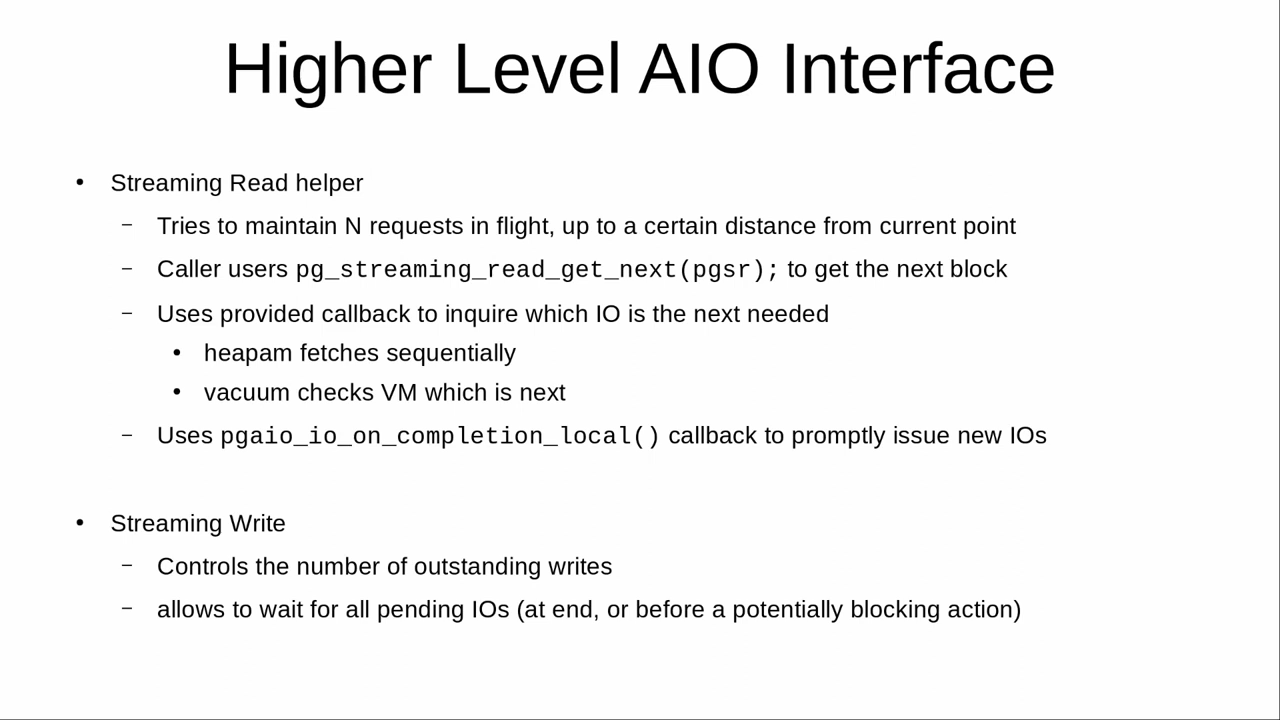 Higher Level AIO Interface
• Streaming Read helper
– Tries to maintain N requests in flight, up to a certain distance from current point
– Caller users pg_streaming_read_get_next(pgsr); to get the next block
– Uses provided callback to inquire which IO is the next needed
• heapam fetches sequentially
• vacuum checks VM which is next
– Uses pgaio_io_on_completion_local() callback to promptly issue new IOs
• Streaming Write
– Controls the number of outstanding writes
– allows to wait for all pending IOs (at end, or before a potentially blocking action)